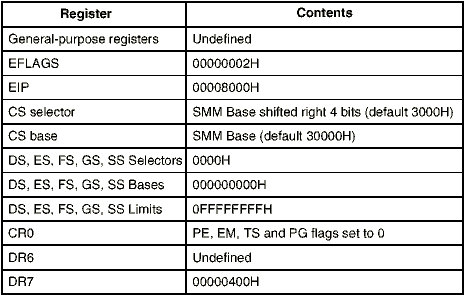 Register Contents
General-purpose registers Undefined
EFLAGS 00000002H
EIP 00008000H
CS selector SMM Base shifted right 4 bits (default 3000H)
CS base SMM Base (default 30000H)
DS, ES, FS, GS, SS Selectors 0000H
DS, ES, FS, GS, SS Bases 000000000H
DS, ES, FS, GS, SS Limits 0FFFFFFFFH
CR0 PE, EM, TS and PG flags set to 0
DR6 Undefined
DR7 00000400H